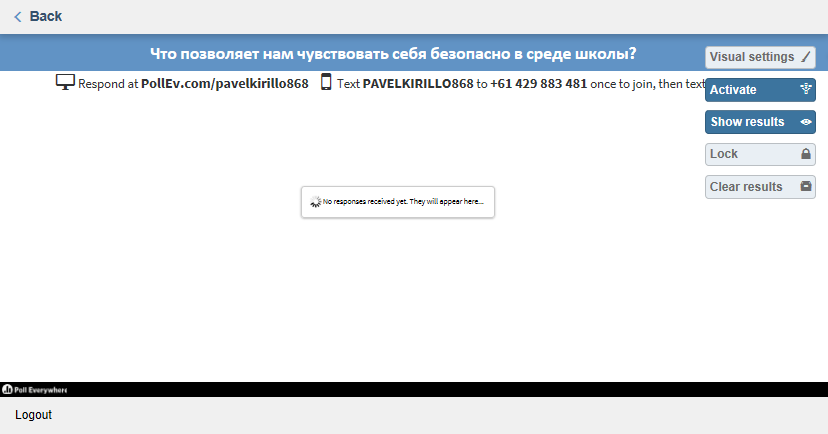 Back
Что позволяет нам чувствовать себя безопасно в среде школы?
Visual settings
Respond at PollEv.com/pavelkirillo868 Text PAVELKIRILLO868 to +61 429 883 481 once to join, then text
Activate
Show results
Lock
No responses received yet. They will appear here...
Clear results
Poll Everywhere
Logout